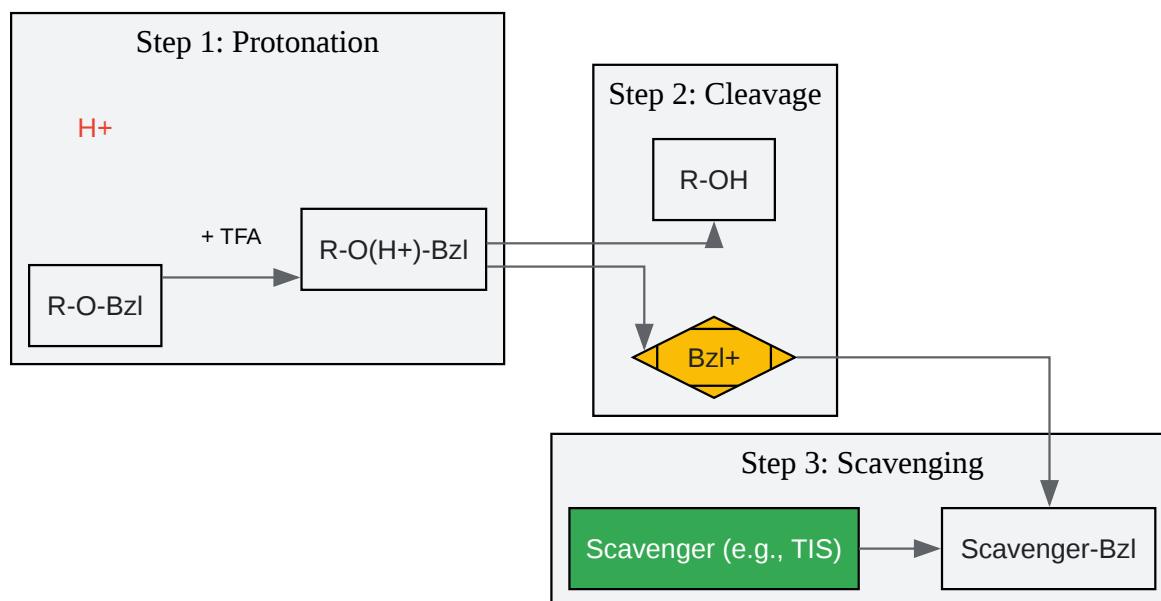 Step 1: Protonation
H+
+ TFA
R-O-Bzl
R-O(H+)-Bzl
Step 2: Cleavage
R-OH
Bzl+
Step 3: Scavenging
Scavenger (e.g., TIS)
Scavenger-Bzl